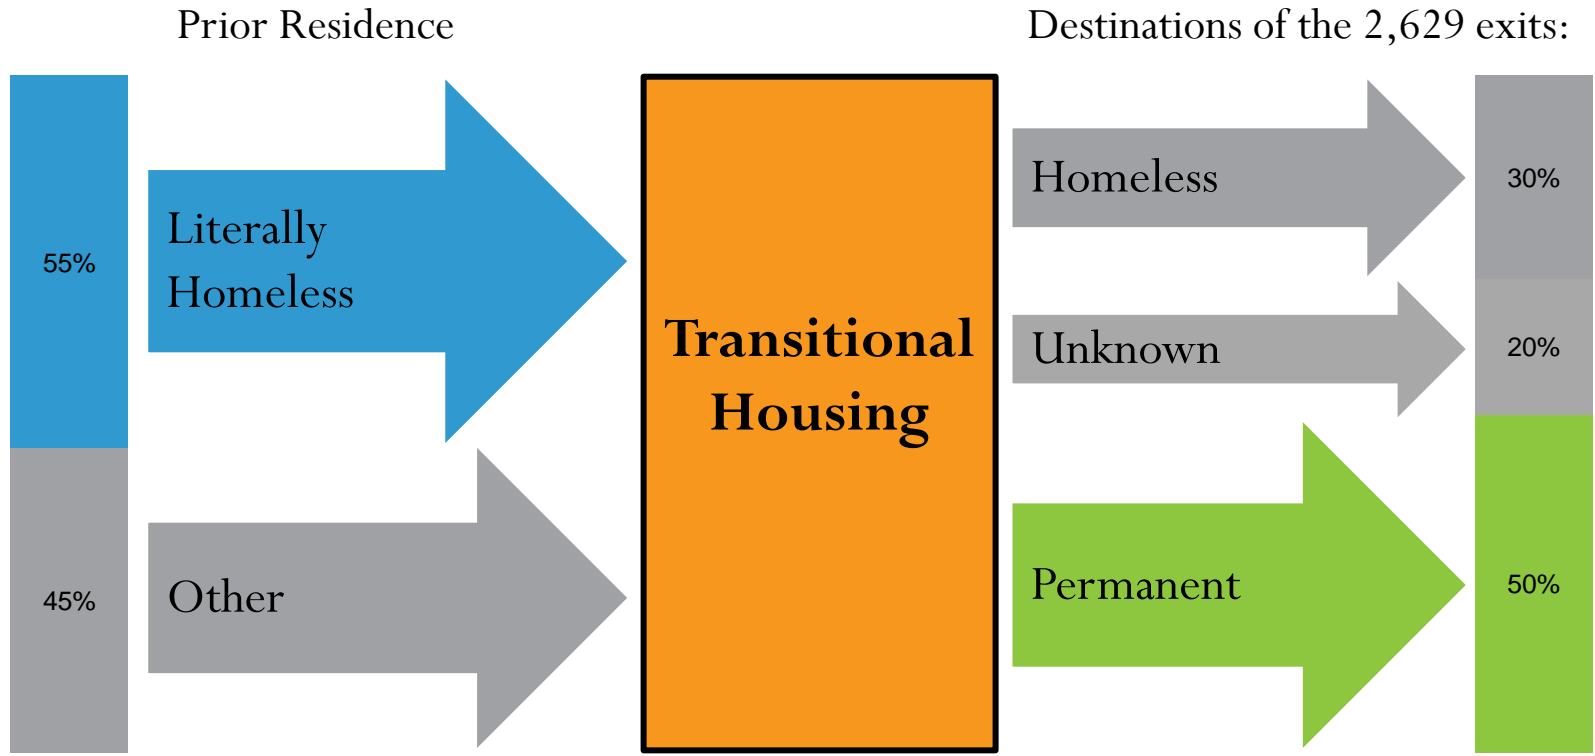 Prior Residence
Destinations of the 2,629 exits:
55%
Literally
Homeless
45%
Other
Transitional
Housing
Homeless
30%
Unknown
20%
Permanent
50%